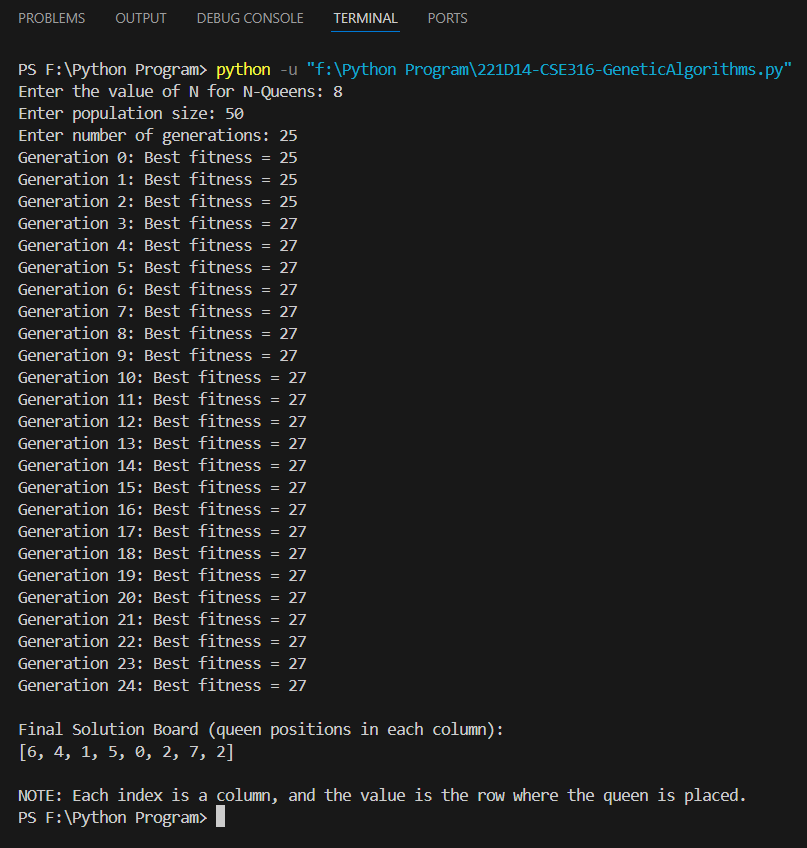 PROBLEMS OUTPUT DEBUG CONSOLE TERMINAL PORTS
PS F:\Python Program> python -u "f:\Python Program\221D14-CSE316-GeneticAlgorithms.py"
Enter the value of N for N-Queens: 8
Enter population size: 50
Enter number of generations: 25
Generation 0: Best fitness = 25
Generation 1: Best fitness = 25
Generation 2: Best fitness = 25
Generation 3: Best fitness = 27
Generation 4: Best fitness = 27
Generation 5: Best fitness = 27
Generation 6: Best fitness = 27
Generation 7: Best fitness = 27
Generation 8: Best fitness = 27
Generation 9: Best fitness = 27
Generation 10: Best fitness = 27
Generation 11: Best fitness = 27
Generation 12: Best fitness = 27
Generation 13: Best fitness = 27
Generation 14: Best fitness = 27
Generation 15: Best fitness = 27
Generation 16: Best fitness = 27
Generation 17: Best fitness = 27
Generation 18: Best fitness = 27
Generation 19: Best fitness = 27
Generation 20: Best fitness = 27
Generation 21: Best fitness = 27
Generation 22: Best fitness = 27
Generation 23: Best fitness = 27
Generation 24: Best fitness = 27
Final Solution Board (queen positions in each column):
[6, 4, 1, 5, 0, 2, 7, 2]
NOTE: Each index is a column, and the value is the row where the queen is placed.
PS F:\Python Program>